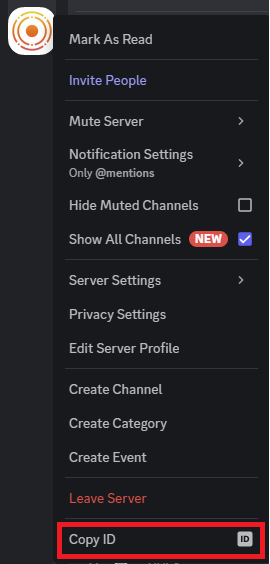 Mark As Read
Invite People
Mute Server
Notification Settings
Only @mentions
Hide Muted Channels
Show All Channels NEW
Server Settings
Privacy Settings
Edit Server Profile
Create Channel
Create Category
Create Event
Leave Server
Copy ID ID